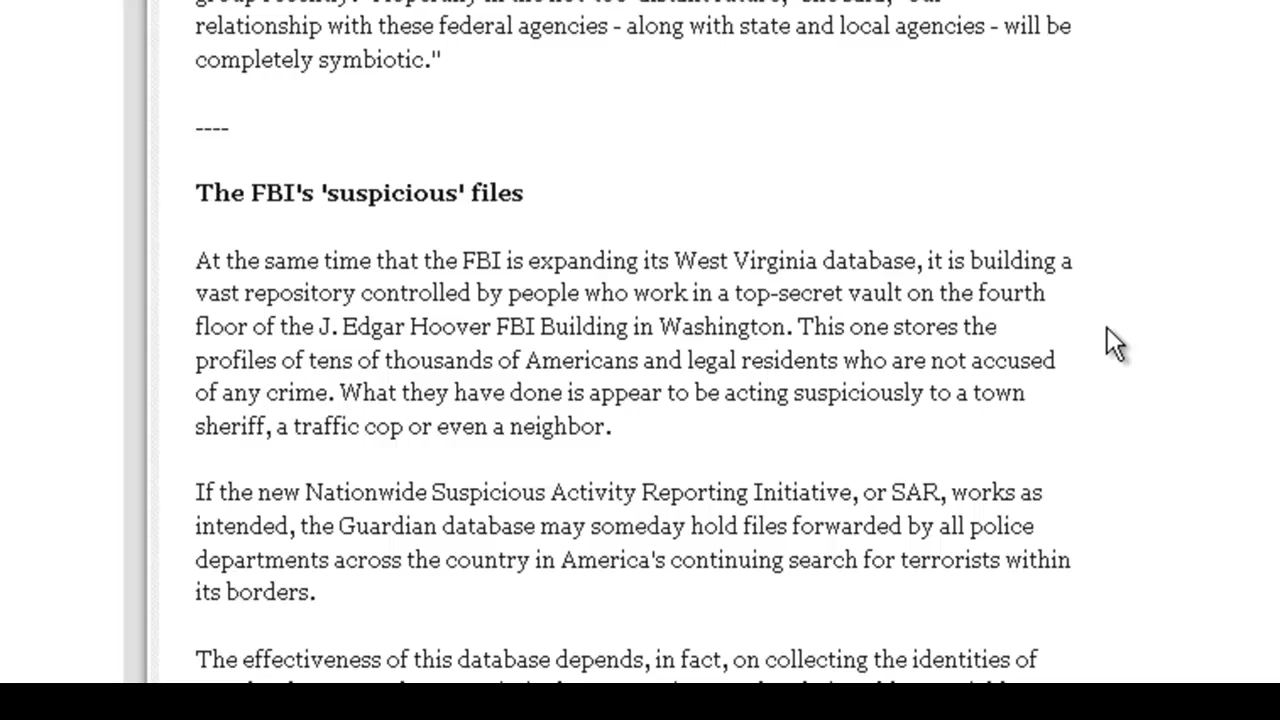 relationship with these federal agencies - along with state and local agencies - will be
completely symbiotic."
----
The FBI's 'suspicious' files
At the same time that the FBI is expanding its West Virginia database, it is building a
vast repository controlled by people who work in a top-secret vault on the fourth
floor of the J. Edgar Hoover FBI Building in Washington. This one stores the
profiles of tens of thousands of Americans and legal residents who are not accused
of any crime. What they have done is appear to be acting suspiciously to a town
sheriff, a traffic cop or even a neighbor.
If the new Nationwide Suspicious Activity Reporting Initiative, or SAR, works as
intended, the Guardian database may someday hold files forwarded by all police
departments across the country in America's continuing search for terrorists within
its borders.
The effectiveness of this database depends, in fact, on collecting the identities of